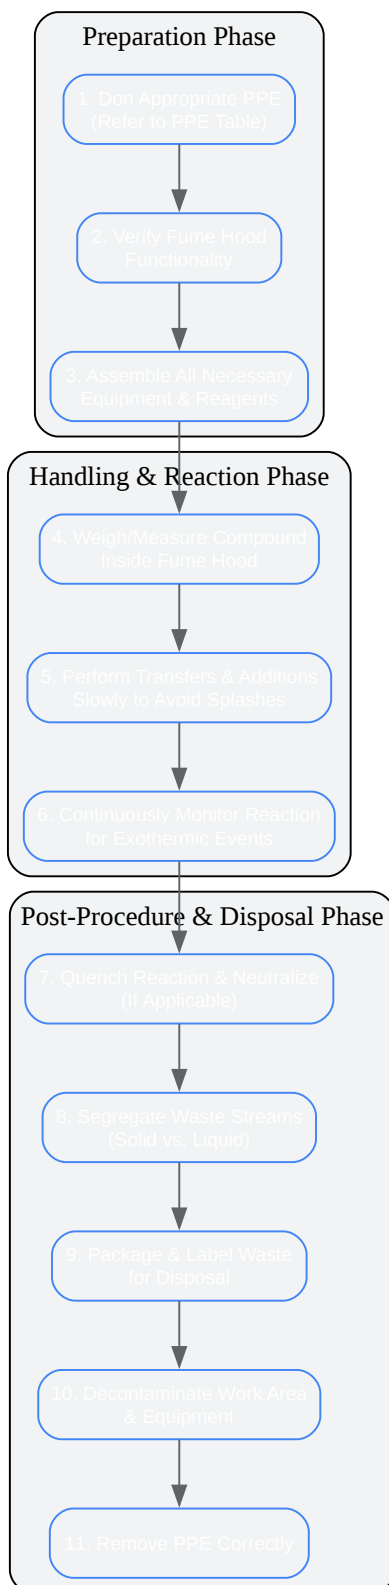 Preparation Phase
1. Don Appropriate PPE
(Refer to PPE Table)
2. Verify Fume Hood
Functionality
3. Assemble All Necessary
Equipment & Reagents
Handling & Reaction Phase
4. Weigh/Measure Compound
Inside Fume Hood
5. Perform Transfers & Additions
Slowly to Avoid Splashes
6. Continuously Monitor Reaction
for Exothermic Events
Post-Procedure & Disposal Phase
7. Quench Reaction & Neutralize
(If Applicable)
8. Segregate Waste Streams
(Solid vs. Liquid)
9. Package & Label Waste
for Disposal
10. Decontaminate Work Area
& Equipment
11. Remove PPE Correctly